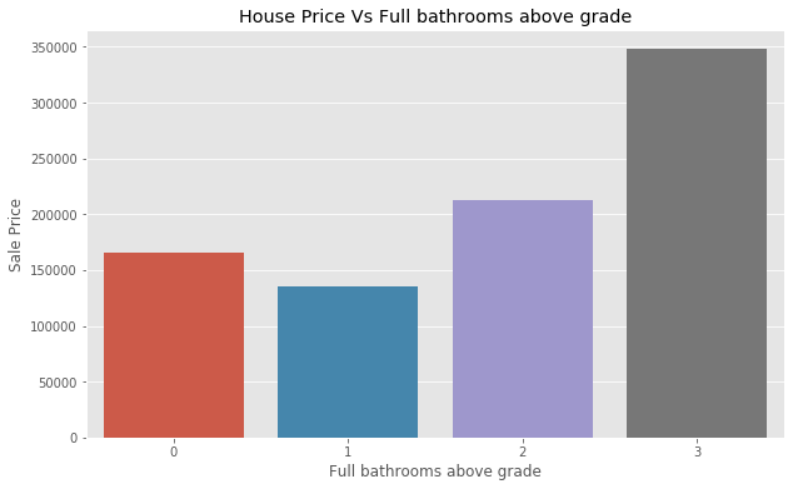 House Price Vs Full bathrooms above grade
350000
300000
250000
200000
150000
100000
50000
0
Sale Price
0 1 2 3
Full bathrooms above grade